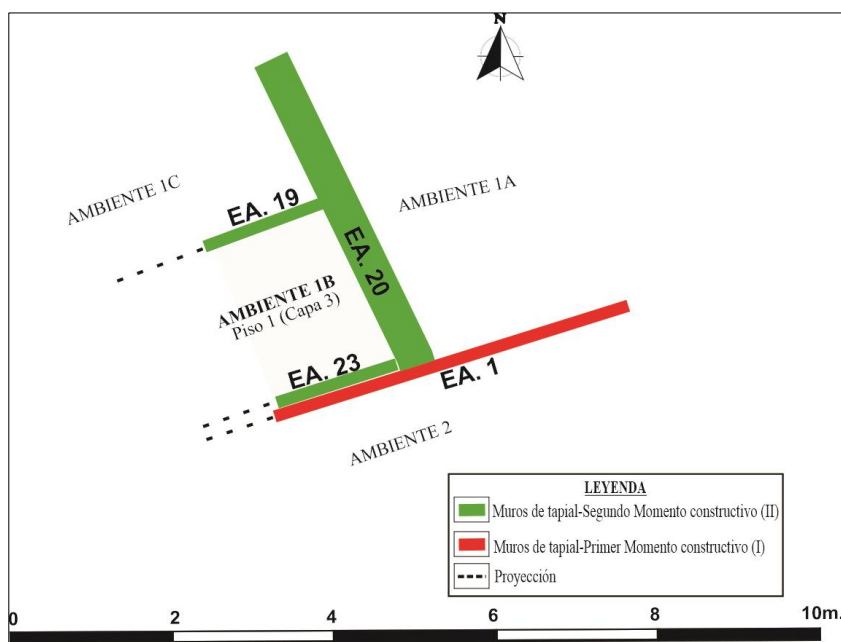 N
AMBIENTE 1C
EA. 19
AMBIENTE 1A
EA. 20
AMBIENTE 1B
Piso 1 (Capa 3)
EA. 23
EA. 1
AMBIENTE 2
LEYENDA
Muros de tapial-Segundo Momento constructivo (II)
Muros de tapial-Primer Momento constructivo (I)
Proyección
0 2 4 6 8 10m.